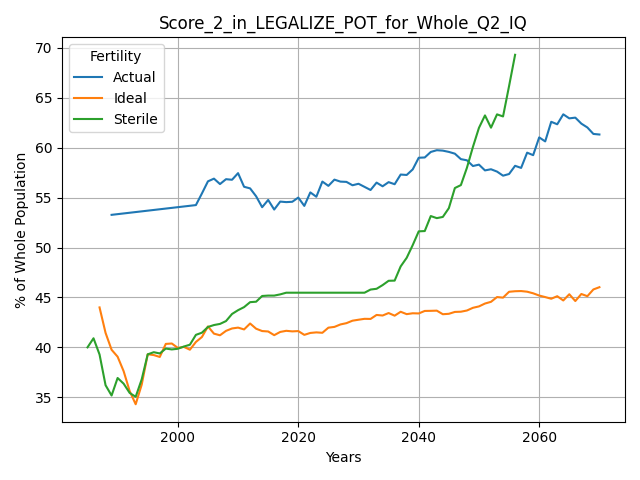 Score_2_in_LEGALIZE_POT_for_Whole_Q2_IQ
Fertility
Actual
Ideal
Sterile
% of Whole Population
70
65
60
55
50
45
40
35
2000
2020
2040
2060
Years